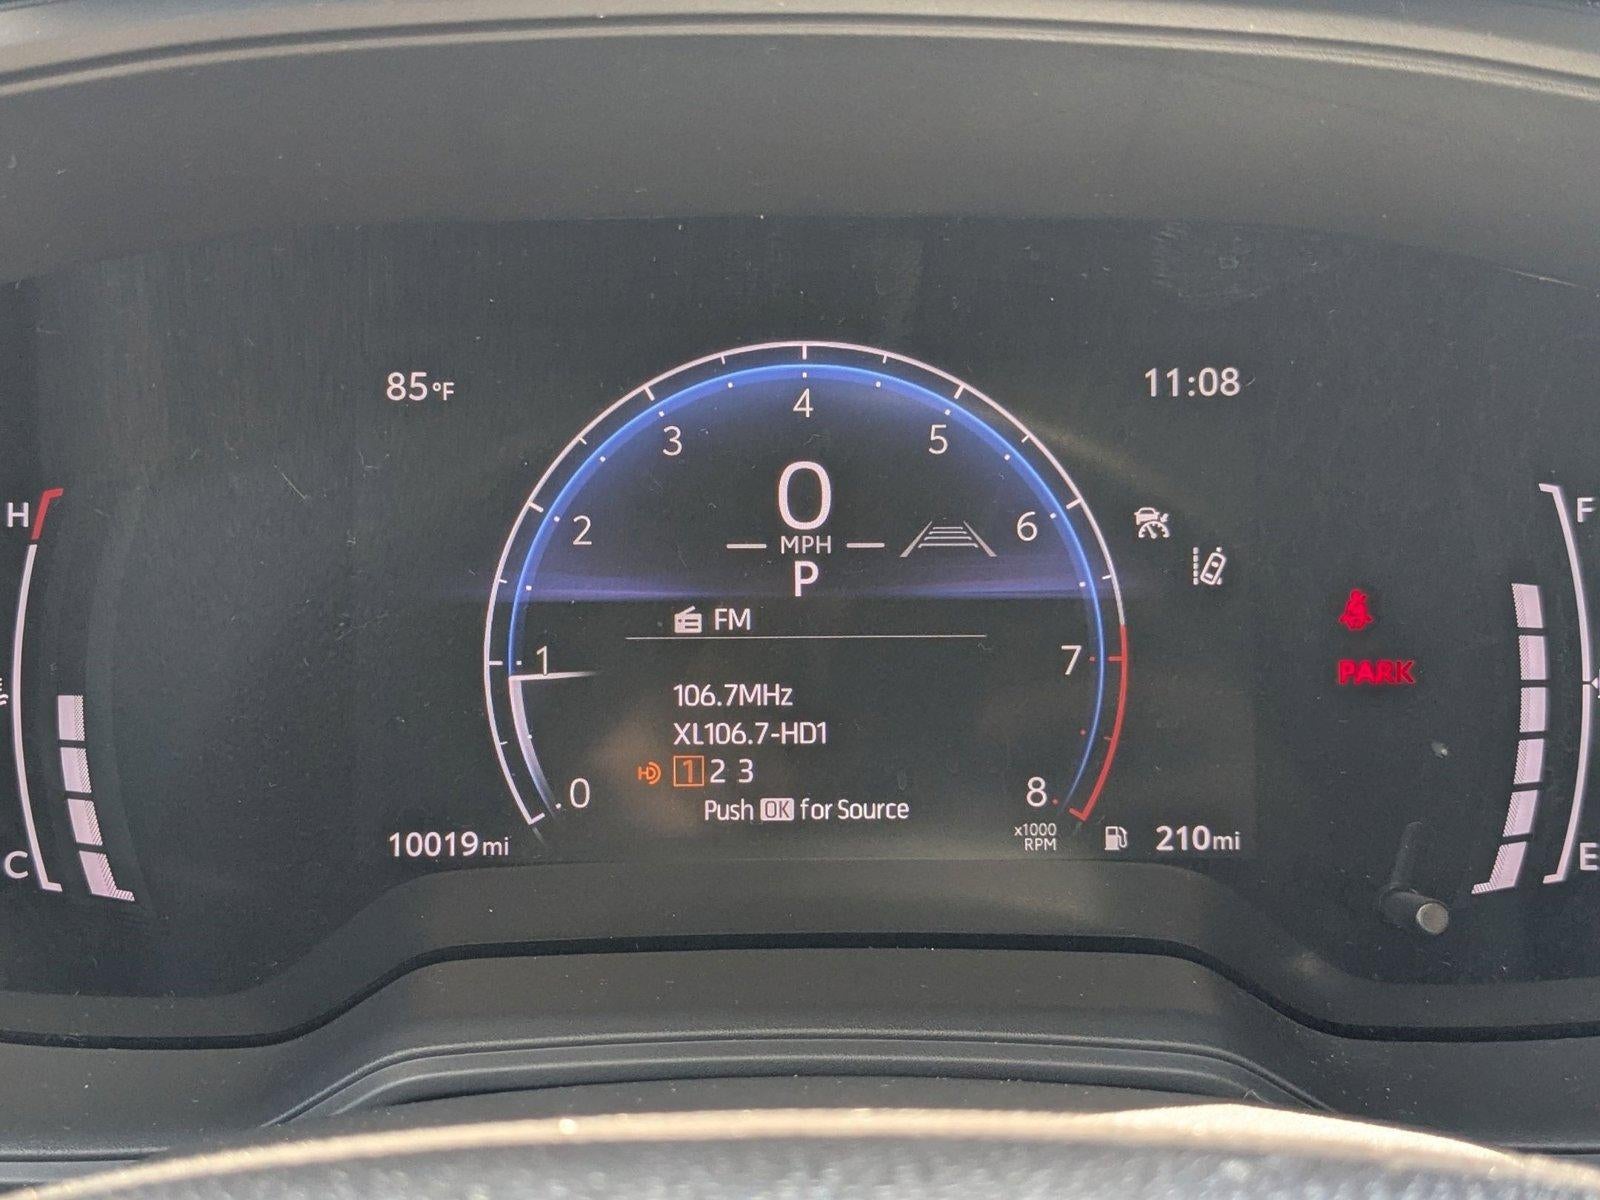 85°F
11:08
4
3
5
0
2
6
MPH
P
H
F
FM
1
7
PARK
106.7MHz
XL106.7-HD1
HD 1 2 3
0
8
Push OK for Source
10019mi
x1000
RPM
210mi
C
E